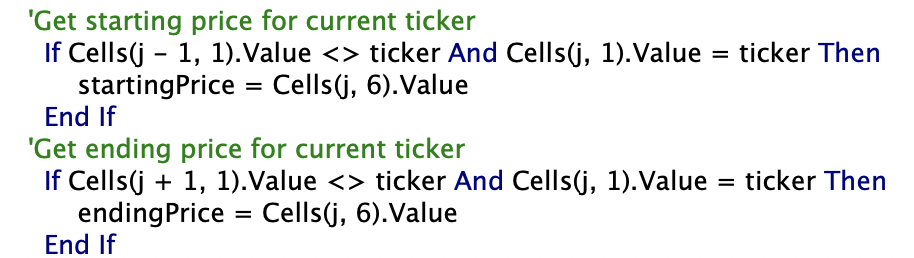 'Get starting price for current ticker
If Cells(j - 1, 1).Value <> ticker And Cells(j, 1).Value = ticker Then
startingPrice = Cells(j, 6).Value
End If
'Get ending price for current ticker
If Cells(j + 1, 1).Value <> ticker And Cells(j, 1).Value = ticker Then
endingPrice = Cells(j, 6).Value
End If